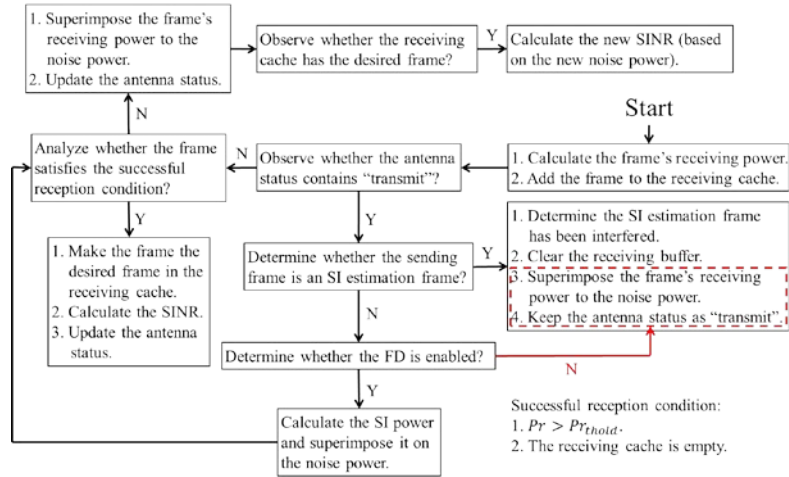 1. Superimpose the frame's
receiving power to the
noise power.
2. Update the antenna status.
Observe whether the receiving
cache has the desired frame?
Y
Calculate the new SINR (based
on the new noise power).
N
Start
Analyze whether the frame
satisfies the successful
reception condition?
N
Observe whether the antenna
status contains "transmit"?
1. Calculate the frame's receiving power.
2. Add the frame to the receiving cache.
Y
Y
1. Make the frame the
desired frame in the
receiving cache.
2. Calculate the SINR.
3. Update the antenna
status.
Determine whether the sending
frame is an SI estimation frame?
Y
1. Determine the SI estimation frame
has been interfered.
2. Clear the receiving buffer.
3. Superimpose the frame's receiving
power to the noise power.
4. Keep the antenna status as "transmit".
N
Determine whether the FD is enabled?
N
Y
Calculate the SI power
and superimpose it on
the noise power.
Successful reception condition:
1. Pr > Pr_thold.
2. The receiving cache is empty.